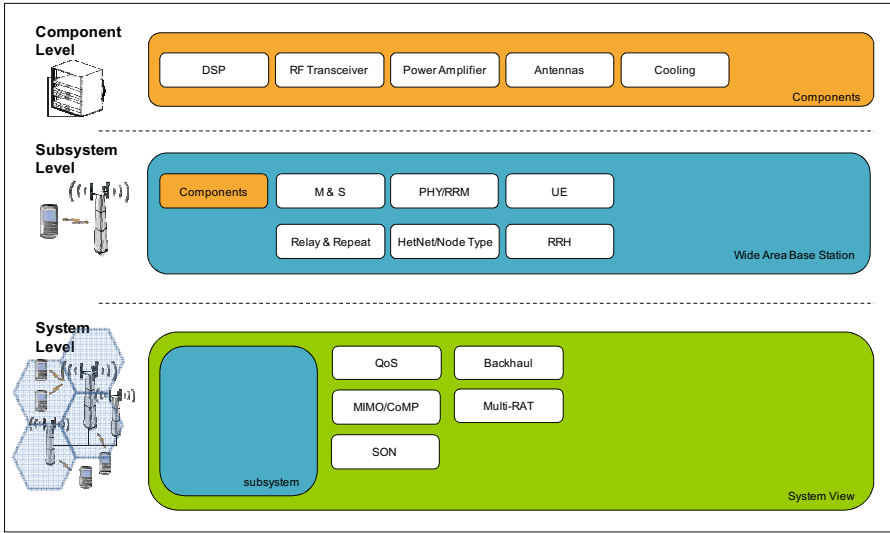 Component
Level
DSP
RF Transceiver
Power Amplifier
Antennas
Cooling
Components
Subsystem
Level
Components
M & S
PHY/RRM
UE
Relay & Repeat
HetNet/Node Type
RRH
Wide Area Base Station
System
Level
QoS
Backhaul
MIMO/CoMP
Multi-RAT
SON
subsystem
System View